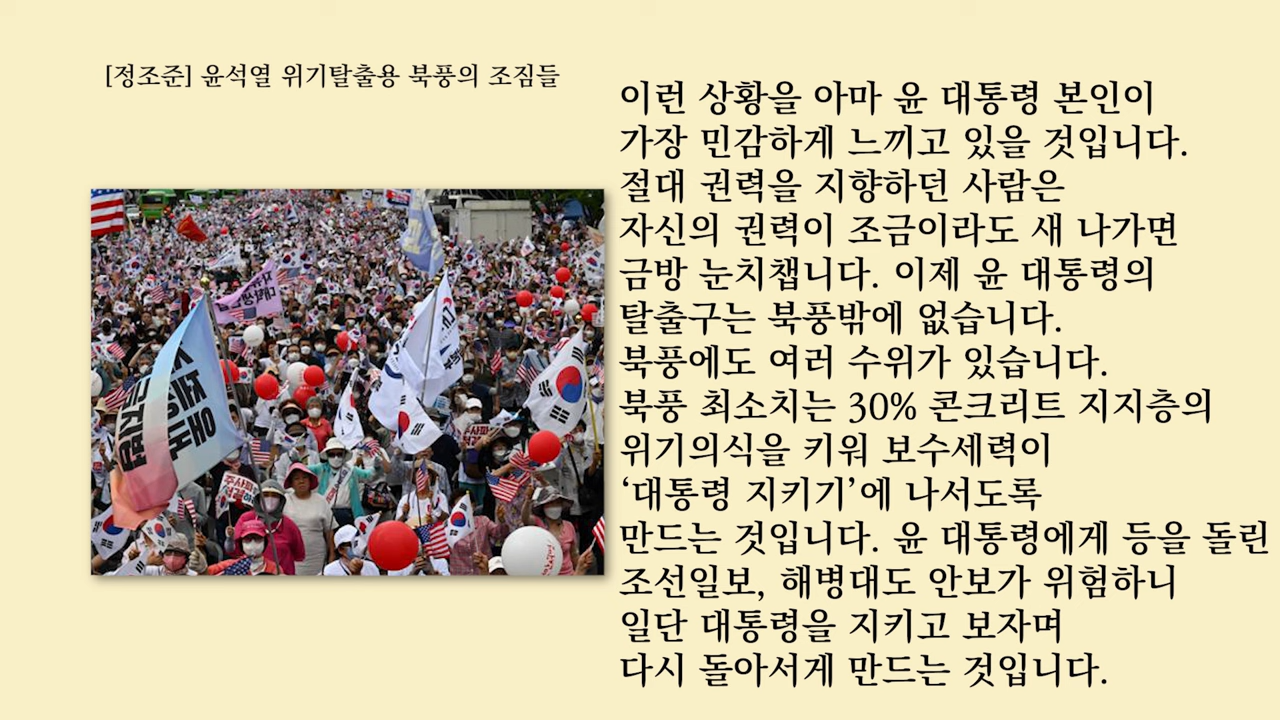 [정조준] 윤석열 위기탈출용 북풍의 조짐들
이런 상황을 아마 윤 대통령 본인이
가장 민감하게 느끼고 있을 것입니다.
절대 권력을 지향하던 사람은
자신의 권력이 조금이라도 새 나가면
금방 눈치챕니다. 이제 윤 대통령의
탈출구는 북풍밖에 없습니다.
북풍에도 여러 수위가 있습니다.
북풍 최소치는 30% 콘크리트 지지층의
위기의식을 키워 보수세력이
‘대통령 지키기’에 나서도록
만드는 것입니다. 윤 대통령에게 등을 돌린
조선일보, 해병대도 안보가 위험하니
일단 대통령을 지키고 보자며
다시 돌아서게 만드는 것입니다.